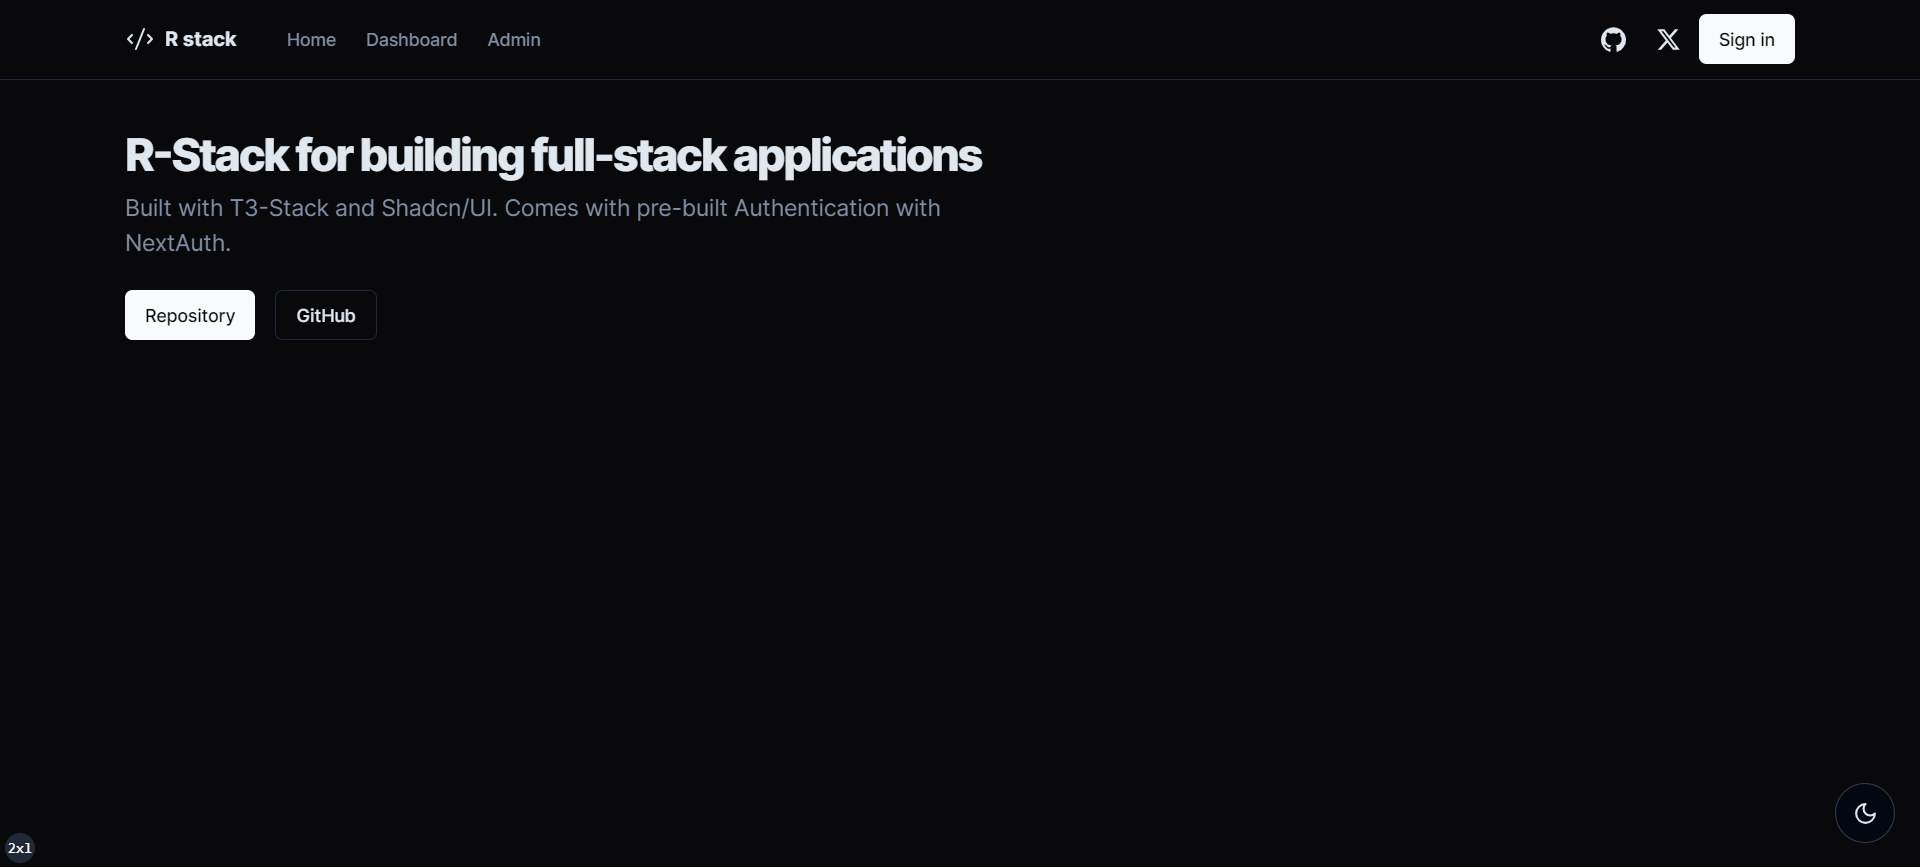 R stack
Home
Dashboard
Admin
Sign in
R-Stack for building full-stack applications
Built with T3-Stack and Shadcn/UI. Comes with pre-built Authentication with
NextAuth.
Repository
GitHub
2xl